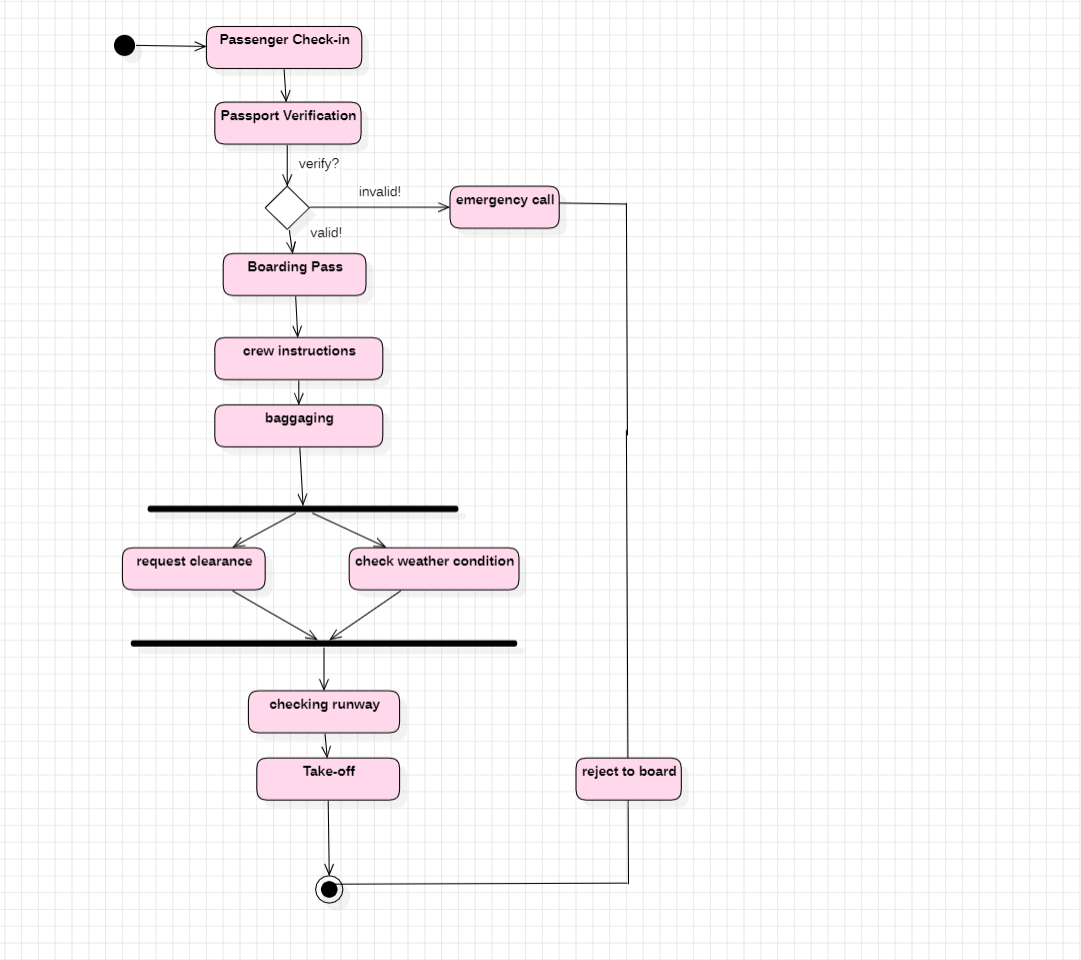 Passenger Check-in
Passport Verification
verify?
invalid!
emergency call
valid!
Boarding Pass
crew instructions
baggaging
request clearance
check weather condition
checking runway
Take-off
reject to board